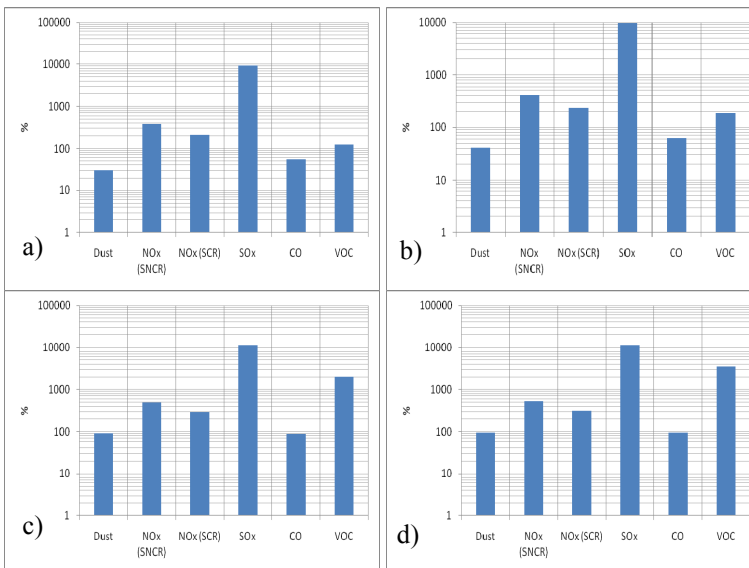 100000
10000
1000
100
10
1
%
Dust
NOx (SNCR)
NOx (SCR)
SOx
CO
VOC
a)
10000
1000
100
10
1
%
Dust
NOx (SNCR)
NOx (SCR)
SOx
CO
VOC
b)
100000
10000
1000
100
10
1
%
Dust
NOx (SNCR)
NOx (SCR)
SOx
CO
VOC
c)
100000
10000
1000
100
10
1
%
Dust
NOx (SNCR)
NOx (SCR)
SOx
CO
VOC
d)